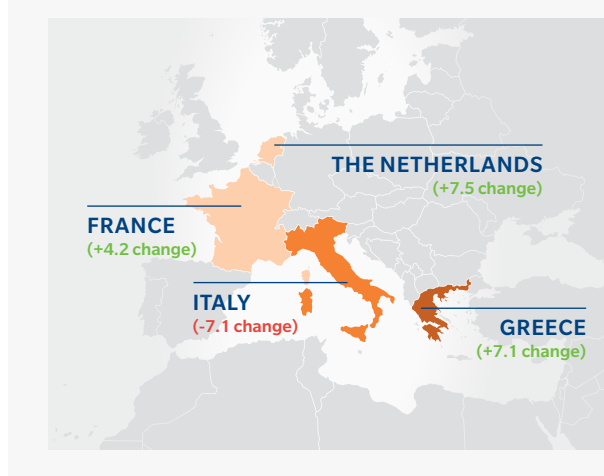 THE NETHERLANDS
(+7.5 change)
FRANCE
(+4.2 change)
ITALY
(-7.1 change)
GREECE
(+7.1 change)